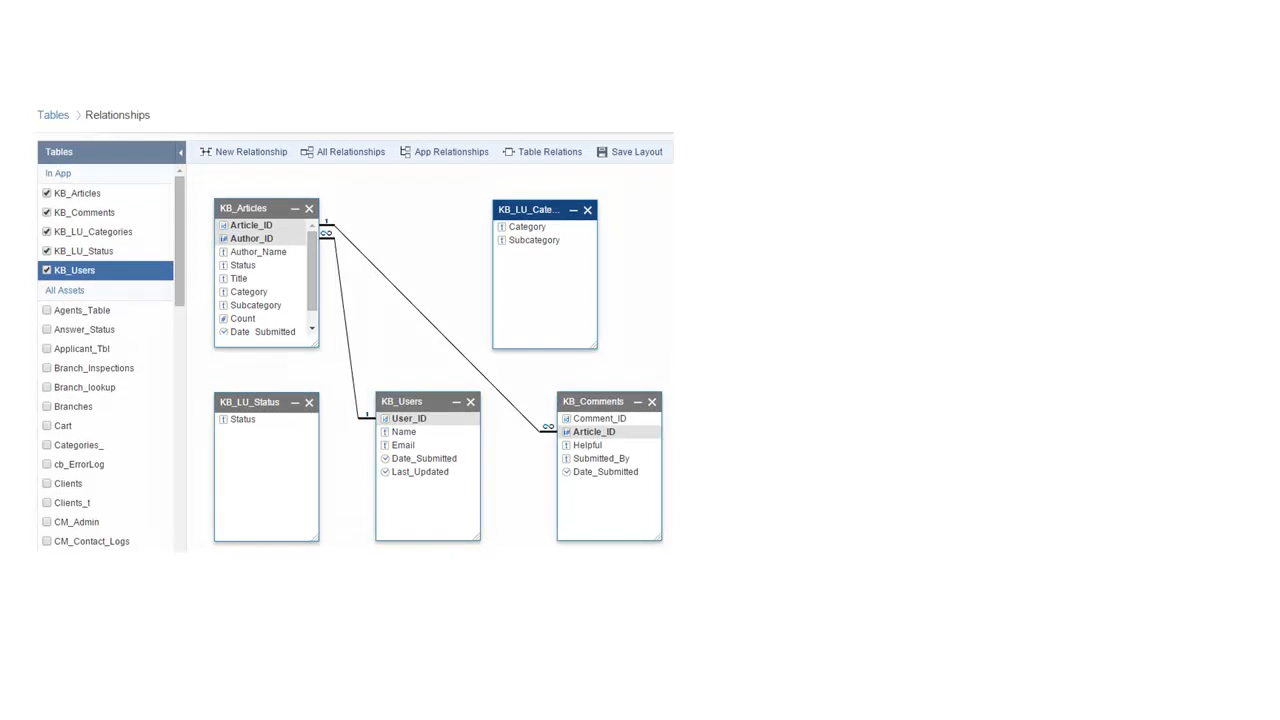 Tables > Relationships
Tables
In App
KB_Articles
KB_Comments
KB_LU_Categories
KB_LU_Status
KB_Users
All Assets
Agents_Table
Answer_Status
Applicant_Tbl
Branch_Inspections
Branch_lookup
Branches
Cart
Categories_
cb_ErrorLog
Clients
Clients_t
CM_Admin
CM_Contact_Logs
New Relationship All Relationships App Relationships Table Relations Save Layout
KB_Articles
Article_ID
Author_ID
Author_Name
Status
Title
Category
Subcategory
Count
Date_Submitted
1
∞
KB_LU_Cate...
Category
Subcategory
KB_LU_Status
Status
KB_Users
1
User_ID
Name
Email
Date_Submitted
Last_Updated
KB_Comments
Comment_ID
∞
Article_ID
Helpful
Submitted_By
Date_Submitted